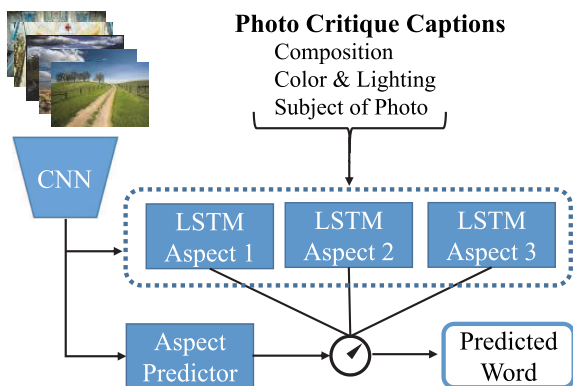 Photo Critique Captions
Composition
Color & Lighting
Subject of Photo
CNN
LSTM
Aspect 1
LSTM
Aspect 2
LSTM
Aspect 3
Aspect
Predictor
Predicted
Word